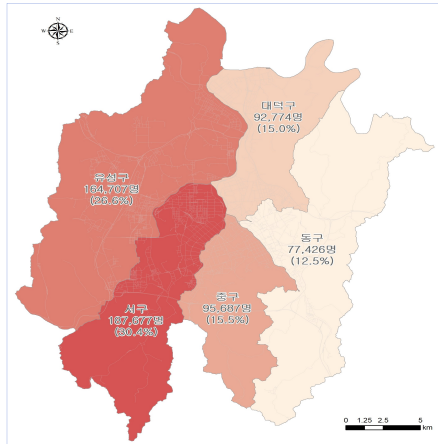 N
W E
S
대덕구
92,774명
(15.0%)
유성구
164,707명
(26.6%)
동구
77,426명
(12.5%)
서구
187,677명
(30.4%)
중구
95,687명
(15.5%)
0 1.25 2.5 5
km